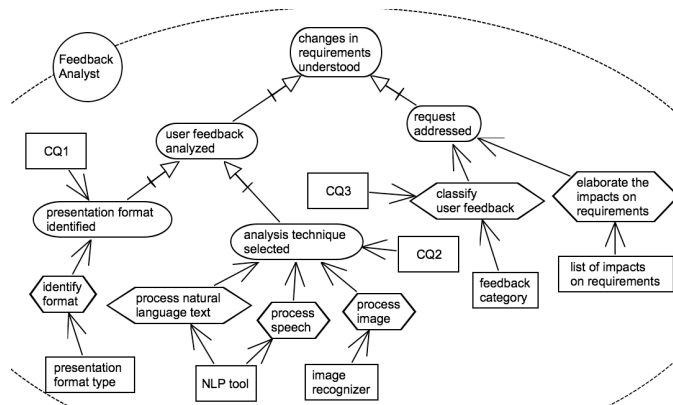 Feedback
Analyst
changes in
requirements
understood
user feedback
analyzed
request
addressed
CQ1
presentation format
identified
CQ3
classify
user feedback
elaborate the
impacts on
requirements
analysis technique
selected
CQ2
identify
format
process natural
language text
process
speech
process
image
feedback
category
list of impacts
on requirements
presentation
format type
NLP tool
image
recognizer